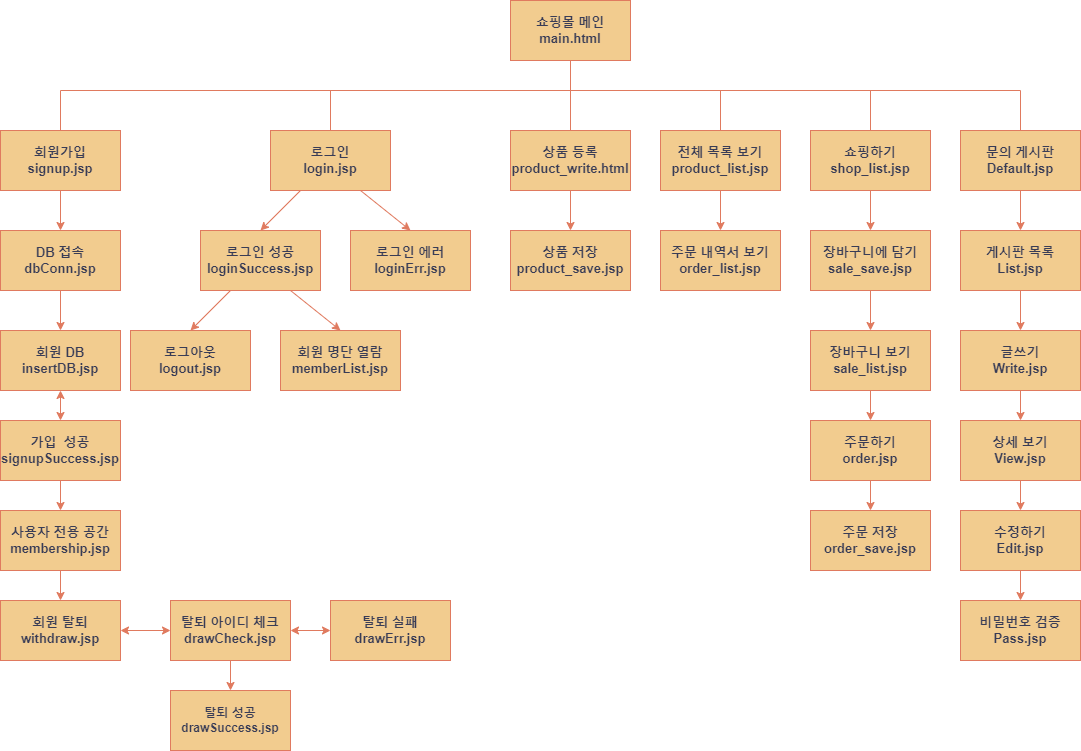 쇼핑몰 메인
main.html
회원가입
signup.jsp
로그인
login.jsp
상품 등록
product_write.html
전체 목록 보기
product_list.jsp
쇼핑하기
shop_list.jsp
문의 게시판
Default.jsp
DB 접속
dbConn.jsp
로그인 성공
loginSuccess.jsp
로그인 에러
loginErr.jsp
상품 저장
product_save.jsp
주문 내역서 보기
order_list.jsp
장바구니에 담기
sale_save.jsp
게시판 목록
List.jsp
회원 DB
insertDB.jsp
로그아웃
logout.jsp
회원 명단 열람
memberList.jsp
장바구니 보기
sale_list.jsp
글쓰기
Write.jsp
가입  성공
signupSuccess.jsp
주문하기
order.jsp
상세 보기
View.jsp
사용자 전용 공간
membership.jsp
주문 저장
order_save.jsp
수정하기
Edit.jsp
회원 탈퇴
withdraw.jsp
탈퇴 아이디 체크
drawCheck.jsp
탈퇴 실패
drawErr.jsp
비밀번호 검증
Pass.jsp
탈퇴 성공
drawSuccess.jsp